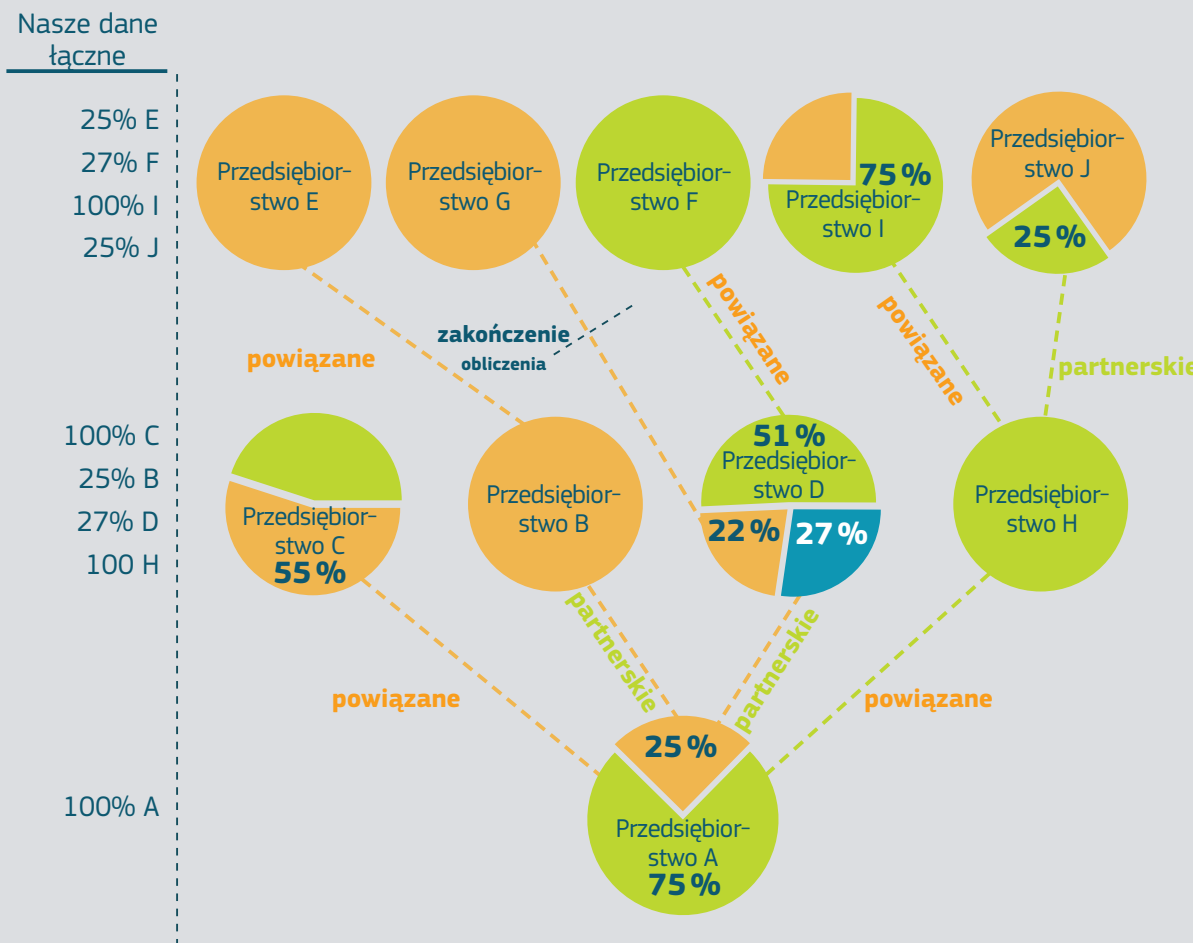 Nasze dane
łączne
25% E
27% F
100% I
25% J
Przedsiębior-
stwo E
Przedsiębior-
stwo G
Przedsiębior-
stwo F
75 %
Przedsiębior-
stwo I
Przedsiębior-
stwo J
25 %
powiązane
zakończenie
obliczenia
powiązane
powiązane
partnerskie
100% C
25% B
27% D
100 H
Przedsiębior-
stwo C
55 %
Przedsiębior-
stwo B
51 %
Przedsiębior-
stwo D
22 %
27 %
Przedsiębior-
stwo H
powiązane
partnerskie
partnerskie
powiązane
100% A
25 %
Przedsiębior-
stwo A
75 %